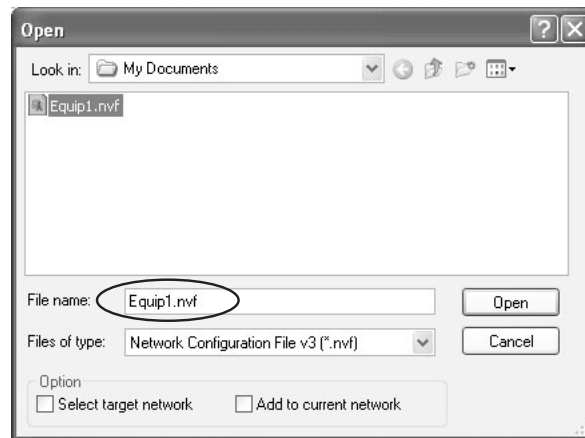 Open
Look in: My Documents
Equip1.nvf
File name: Equip1.nvf Open
Files of type: Network Configuration File v3 (*.nvf) Cancel
Option
Select target network Add to current network